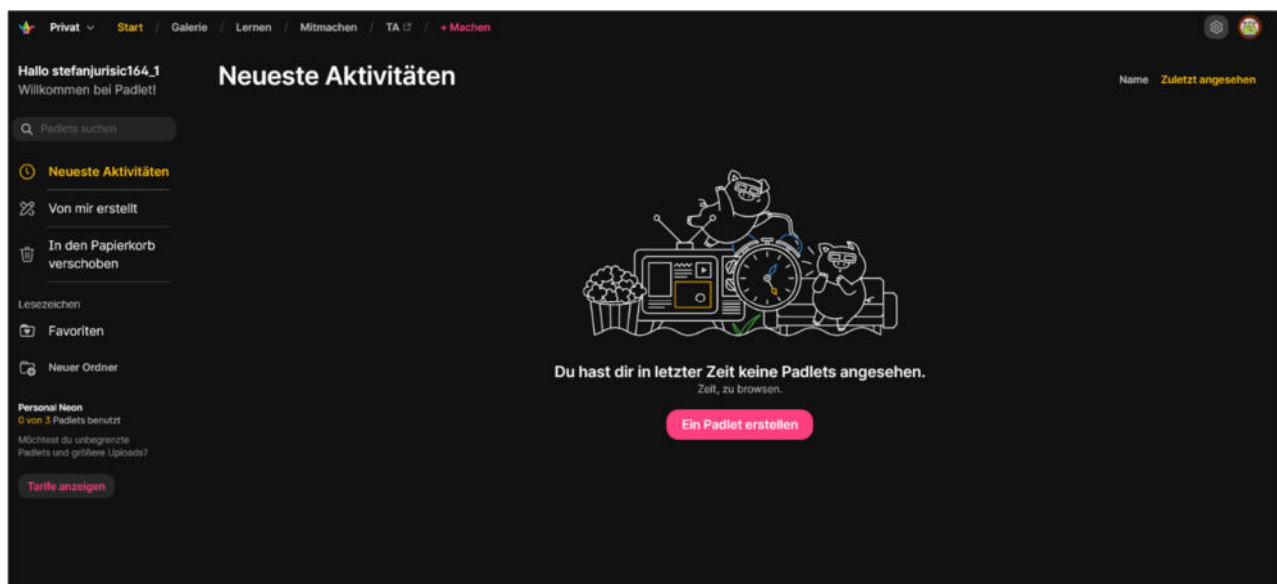 Privat Start / Galerie / Lernen / Mitmachen / TA / + Machen
Hallo stefanjurisic164_1
Willkommen bei Padlet!
Neueste Aktivitäten
Name Zuletzt angesehen
Padlets suchen
Neueste Aktivitäten
Von mir erstellt
In den Papierkorb
verschoben
Lesezeichen
Favoriten
Neuer Ordner
Personal Neon
0 von 3 Padlets benutzt
Möchtest du unbegrenzte
Padlets und größere Uploads?
Tarife anzeigen
Du hast dir in letzter Zeit keine Padlets angesehen.
Zeit, zu browsen.
Ein Padlet erstellen